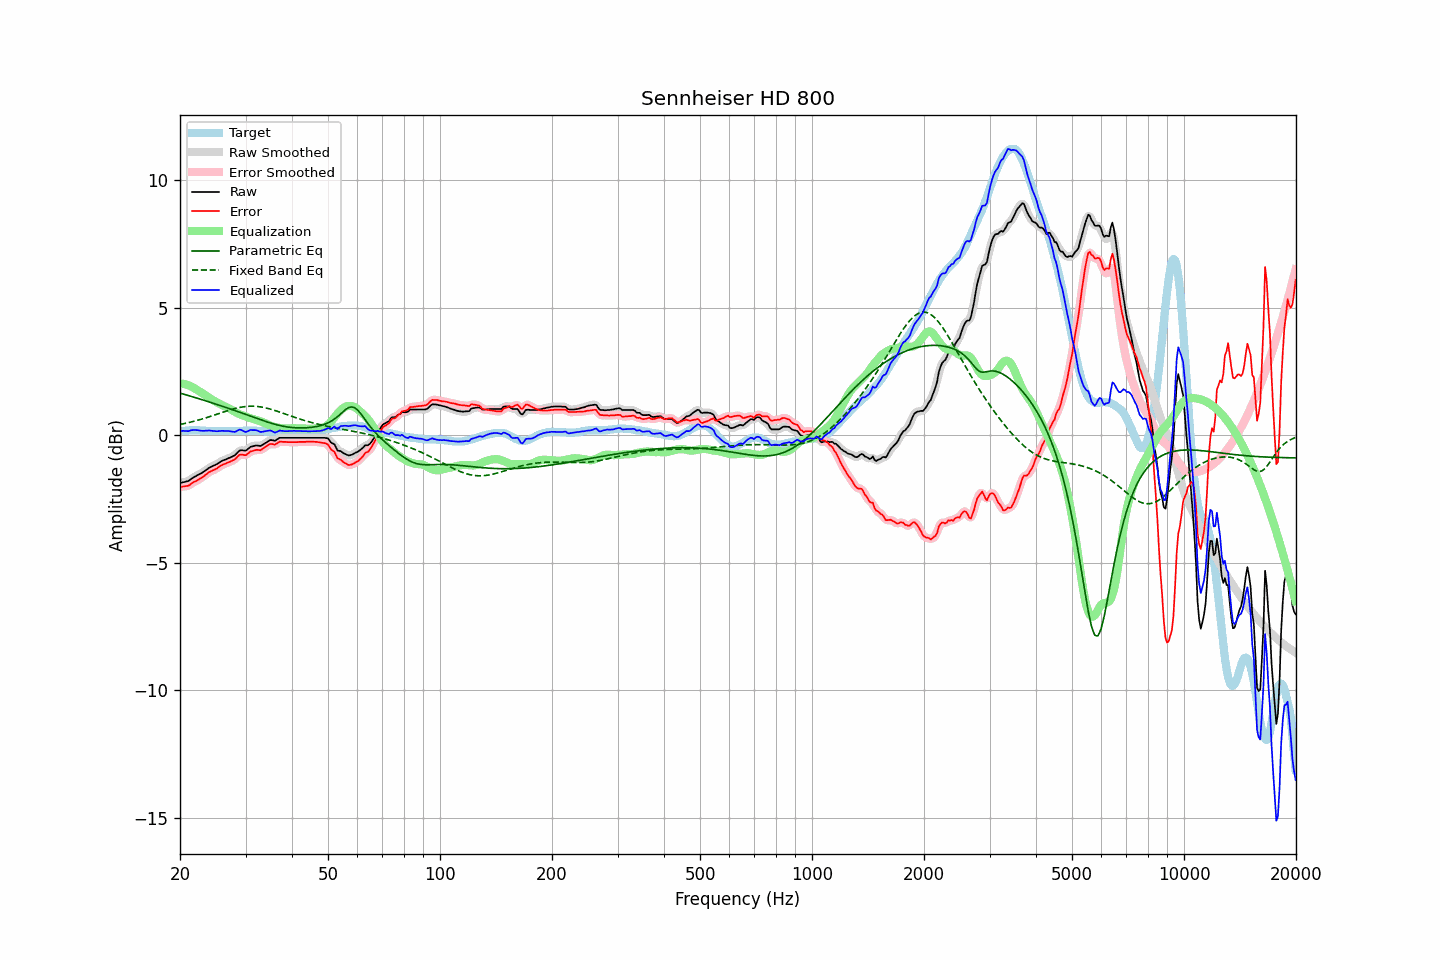 Sennheiser HD 800
Target
Raw Smoothed
Error Smoothed
Raw
Error
Equalization
Parametric Eq
Fixed Band Eq
Equalized
10
5
0
−5
−10
−15
Amplitude (dBr)
20 50 100 200 500 1000 2000 5000 10000 20000
Frequency (Hz)